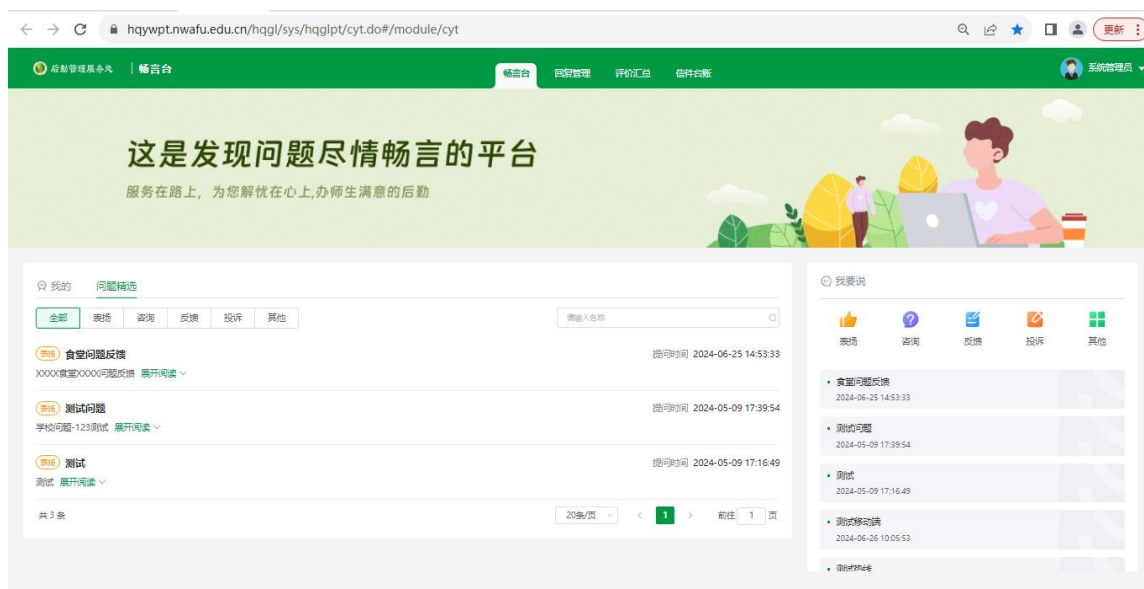 hqywpt.nwafu.edu.cn/hqgl/sys/hqglpt/cyt.do#/module/cyt
更新
后勤管理服务处 | 畅言台
畅言台 回复管理 评价汇总 信件台账
系统管理员
这是发现问题尽情畅言的平台
服务在路上，为您解忧在心上,办师生满意的后勤
我的 问题精选
全部 表扬 咨询 反馈 投诉 其他
请输入名称
表扬 食堂问题反馈 提问时间 2024-06-25 14:53:33
XXXX食堂XXXX问题反馈 展开阅读
表扬 测试问题 提问时间 2024-05-09 17:39:54
学校问题-123测试 展开阅读
表扬 测试 提问时间 2024-05-09 17:16:49
测试 展开阅读
共 3 条 20条/页 < 1 > 前往 1 页
我要说
表扬 咨询 反馈 投诉 其他
食堂问题反馈
2024-06-25 14:53:33
测试问题
2024-05-09 17:39:54
测试
2024-05-09 17:16:49
测试移动端
2024-06-26 10:05:53
测试热线